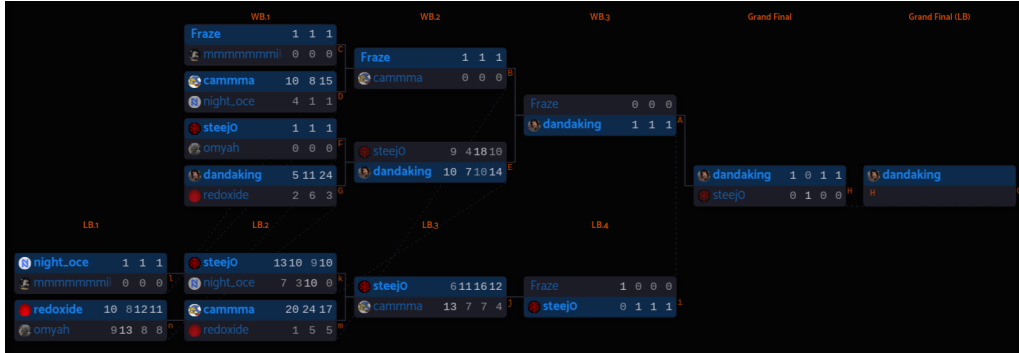 WB.1 WB.2 WB.3 Grand Final Grand Final (LB)
Fraze 1 1 1
mmmmmmmil 0 0 0
C
cammma 10 8 15
night_oce 4 1 1
D
steej0 1 1 1
omyah 0 0 0
F
dandaking 5 11 24
redoxide 2 6 3
G
Fraze 1 1 1
cammma 0 0 0
B
steej0 9 4 18 10
dandaking 10 7 10 14
E
Fraze 0 0 0
dandaking 1 1 1
A
dandaking 1 0 1 1
steej0 0 1 0 0
H
dandaking
H
LB.1 LB.2 LB.3 LB.4
night_oce 1 1 1
mmmmmmmil 0 0 0
l
redoxide 10 8 12 11
omyah 9 13 8 8
n
steej0 13 10 9 10
night_oce 7 3 10 0
k
cammma 20 24 17
redoxide 1 5 5
m
steej0 6 11 16 12
cammma 13 7 7 4
j
Fraze 1 0 0 0
steej0 0 1 1 1
i